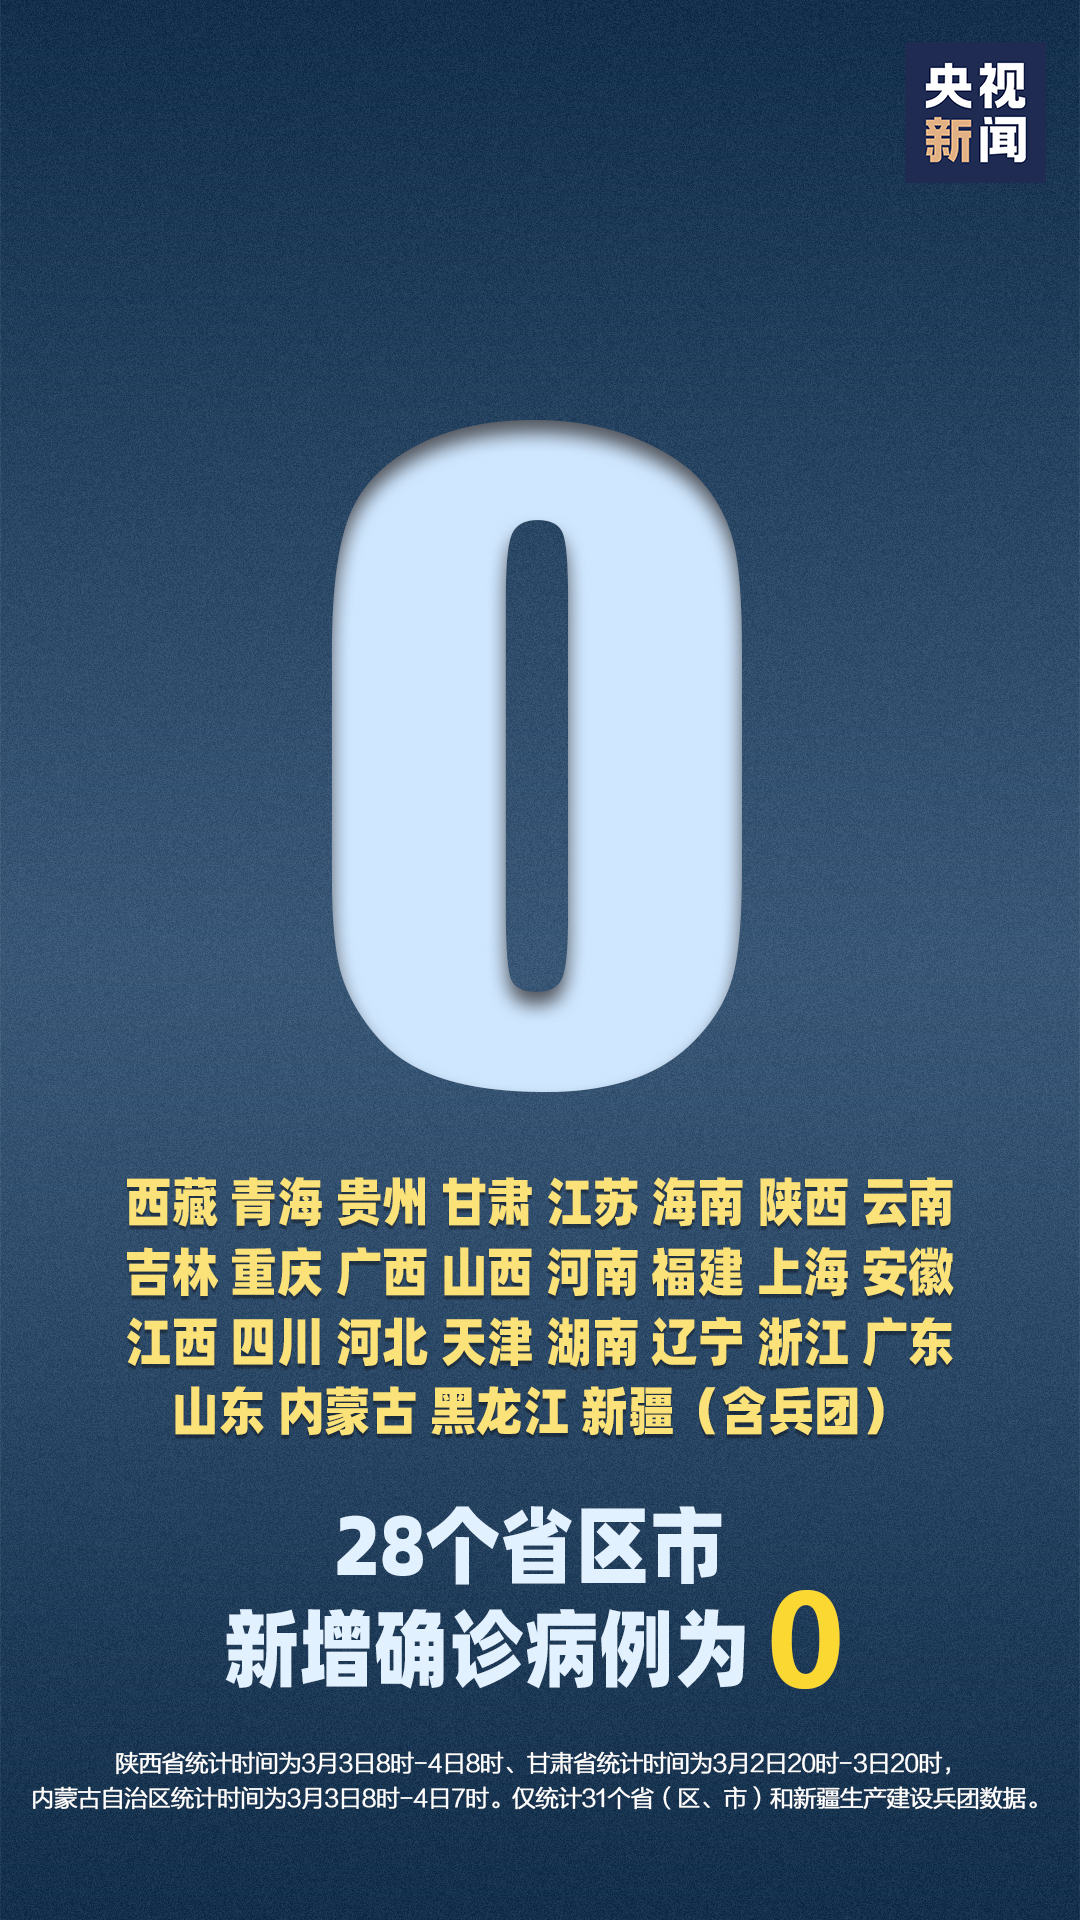 央视
新闻
0
西藏 青海 贵州 甘肃 江苏 海南 陕西 云南
吉林 重庆 广西 山西 河南 福建 上海 安徽
江西 四川 河北 天津 湖南 辽宁 浙江 广东
山东 内蒙古 黑龙江 新疆（含兵团）
28个省区市
新增确诊病例为 0
陕西省统计时间为3月3日8时-4日8时、甘肃省统计时间为3月2日20时-3日20时，
内蒙古自治区统计时间为3月3日8时-4日7时。仅统计31个省（区、市）和新疆生产建设兵团数据。